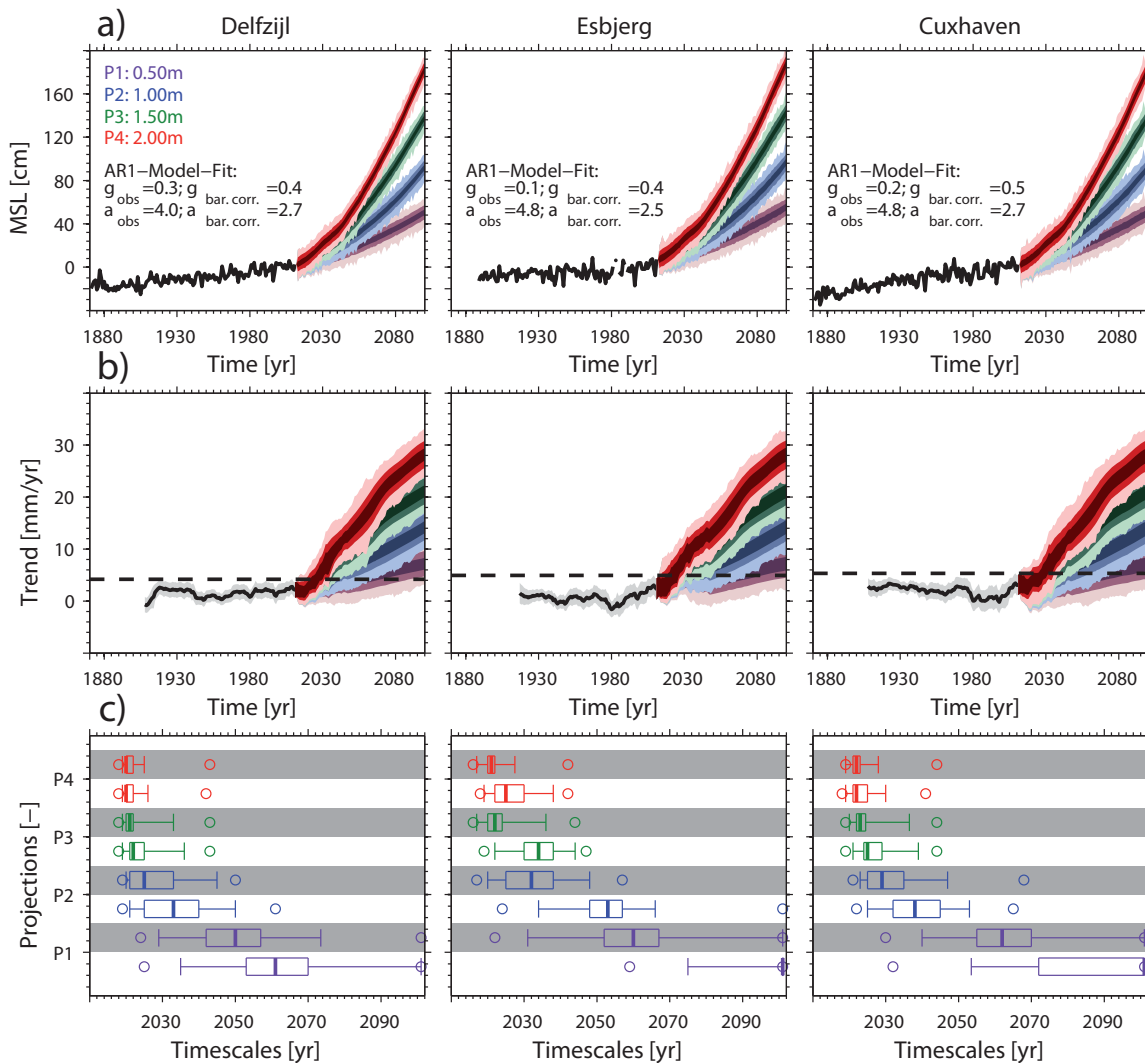 a)
Delfzijl
Esbjerg
Cuxhaven
P1: 0.50m
P2: 1.00m
P3: 1.50m
P4: 2.00m
AR1−Model−Fit:
g obs =0.3; g bar. corr. =0.4
a obs =4.0; a bar. corr. =2.7
AR1−Model−Fit:
g obs =0.1; g bar. corr. =0.4
a obs =4.8; a bar. corr. =2.5
AR1−Model−Fit:
g obs =0.2; g bar. corr. =0.5
a obs =4.8; a bar. corr. =2.7
MSL [cm]
160
120
80
40
0
1880 1930 1980 2030 2080
1880 1930 1980 2030 2080
1880 1930 1980 2030 2080
Time [yr]
Time [yr]
Time [yr]
b)
Trend [mm/yr]
30
20
10
0
1880 1930 1980 2030 2080
1880 1930 1980 2030 2080
1880 1930 1980 2030 2080
Time [yr]
Time [yr]
Time [yr]
c)
Projections [−]
P4
P3
P2
P1
2030 2050 2070 2090
2030 2050 2070 2090
2030 2050 2070 2090
Timescales [yr]
Timescales [yr]
Timescales [yr]